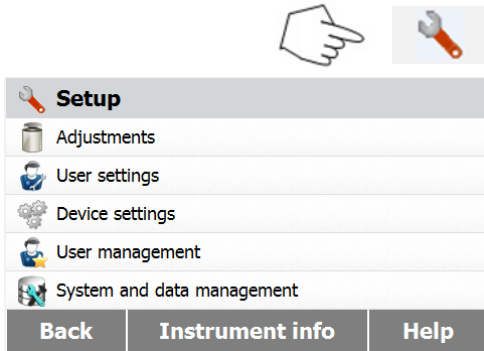 Setup
Adjustments
User settings
Device settings
User management
System and data management
Back Instrument info Help